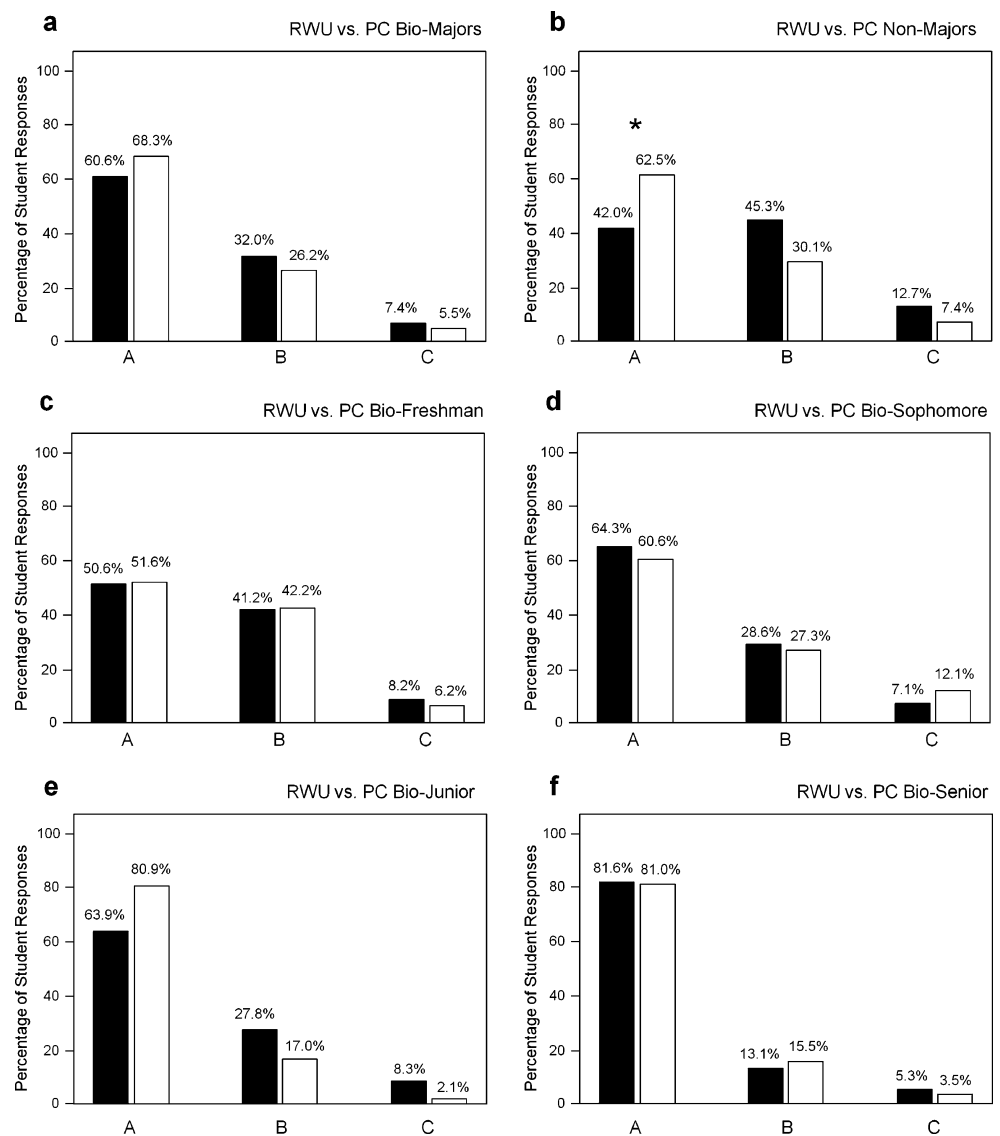 a
RWU vs. PC Bio-Majors
Percentage of Student Responses
100
80
60
40
20
0
60.6%
68.3%
32.0%
26.2%
7.4%
5.5%
A
B
C
b
RWU vs. PC Non-Majors
Percentage of Student Responses
100
80
60
40
20
0
*
42.0%
62.5%
45.3%
30.1%
12.7%
7.4%
A
B
C
c
RWU vs. PC Bio-Freshman
Percentage of Student Responses
100
80
60
40
20
0
50.6%
51.6%
41.2%
42.2%
8.2%
6.2%
A
B
C
d
RWU vs. PC Bio-Sophomore
Percentage of Student Responses
100
80
60
40
20
0
64.3%
60.6%
28.6%
27.3%
7.1%
12.1%
A
B
C
e
RWU vs. PC Bio-Junior
Percentage of Student Responses
100
80
60
40
20
0
63.9%
80.9%
27.8%
17.0%
8.3%
2.1%
A
B
C
f
RWU vs. PC Bio-Senior
Percentage of Student Responses
100
80
60
40
20
0
81.6%
81.0%
13.1%
15.5%
5.3%
3.5%
A
B
C